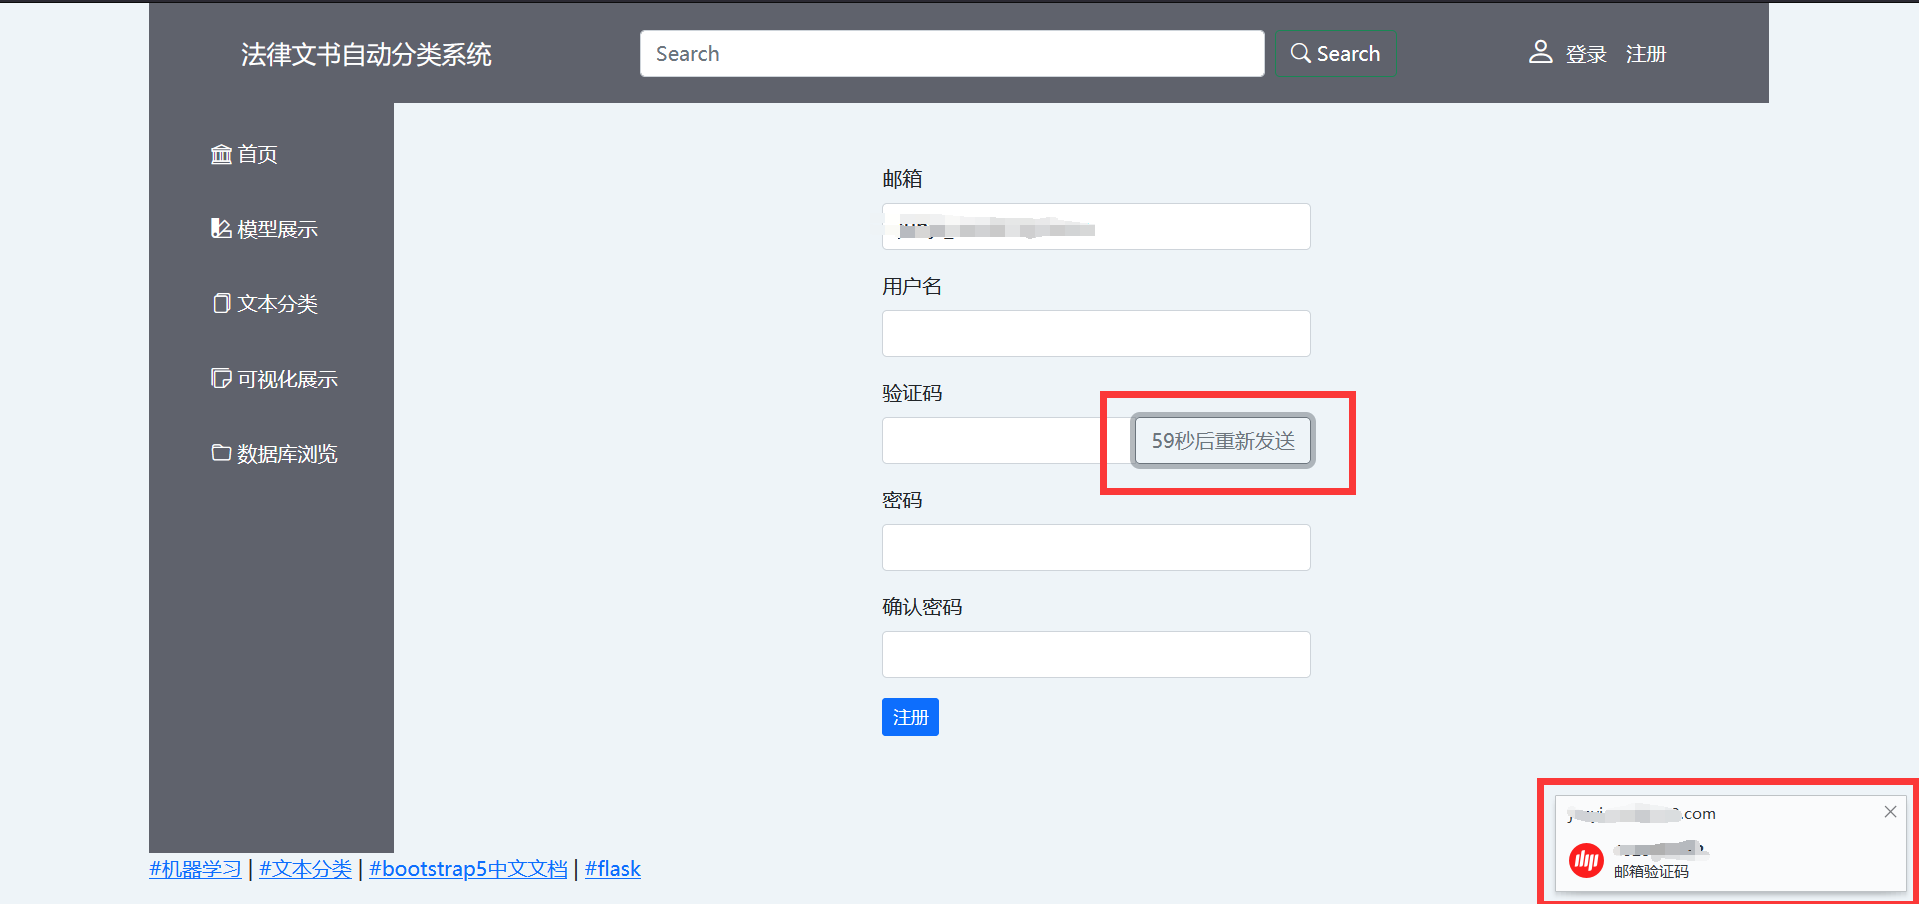 法律文书自动分类系统
Search
Search
登录 注册
首页
模型展示
文本分类
可视化展示
数据库浏览
邮箱
用户名
验证码
59秒后重新发送
密码
确认密码
注册
.com
邮箱验证码
#机器学习 | #文本分类 | #bootstrap5中文文档 | #flask